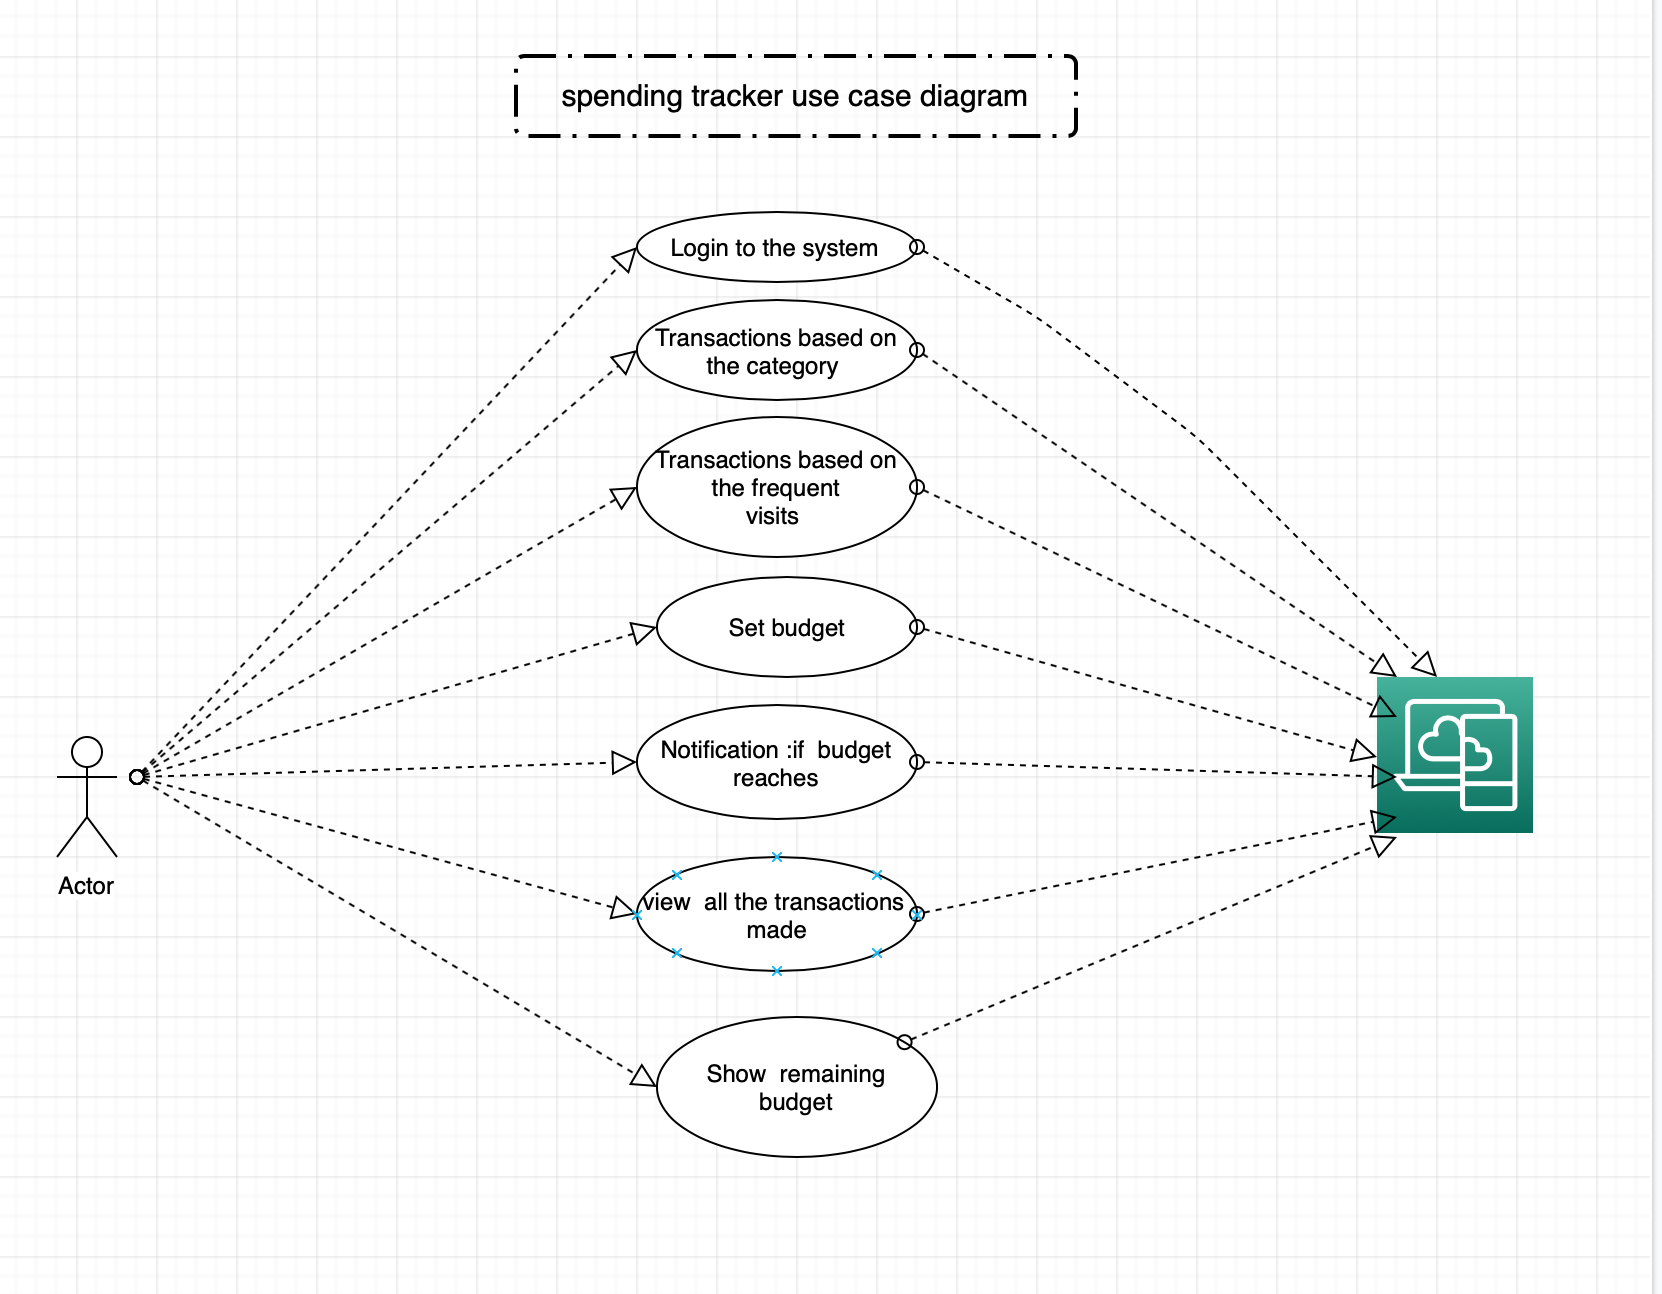 spending tracker use case diagram
Login to the system
Transactions based on
the category
Transactions based on
the frequent
visits
Set budget
Notification :if  budget
reaches
view  all the transactions
made
Show  remaining
budget
Actor